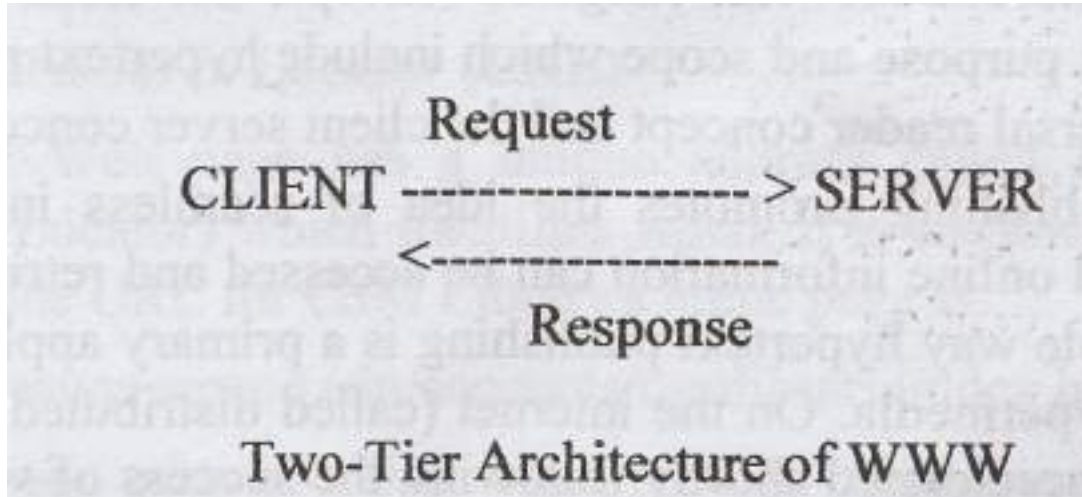 Request
CLIENT --------------------- > SERVER
<---------------------
Response
Two-Tier Architecture of WWW